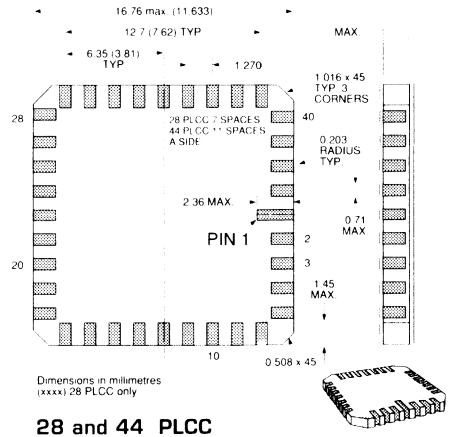 16.76 max. (11.633)
12.7 (7.62) TYP
MAX.
6.35 (3.81)
TYP
1.270
1.016 x 45
TYP. 3
CORNERS
28
28 PLCC 7 SPACES
44 PLCC 11 SPACES
A SIDE
40
0.203
RADIUS
TYP.
2.36 MAX.
PIN 1
0.71
MAX
2
20
3
1.45
MAX.
10
0.508 x 45
Dimensions in millimetres
(xxxx) 28 PLCC only
28 and 44 PLCC